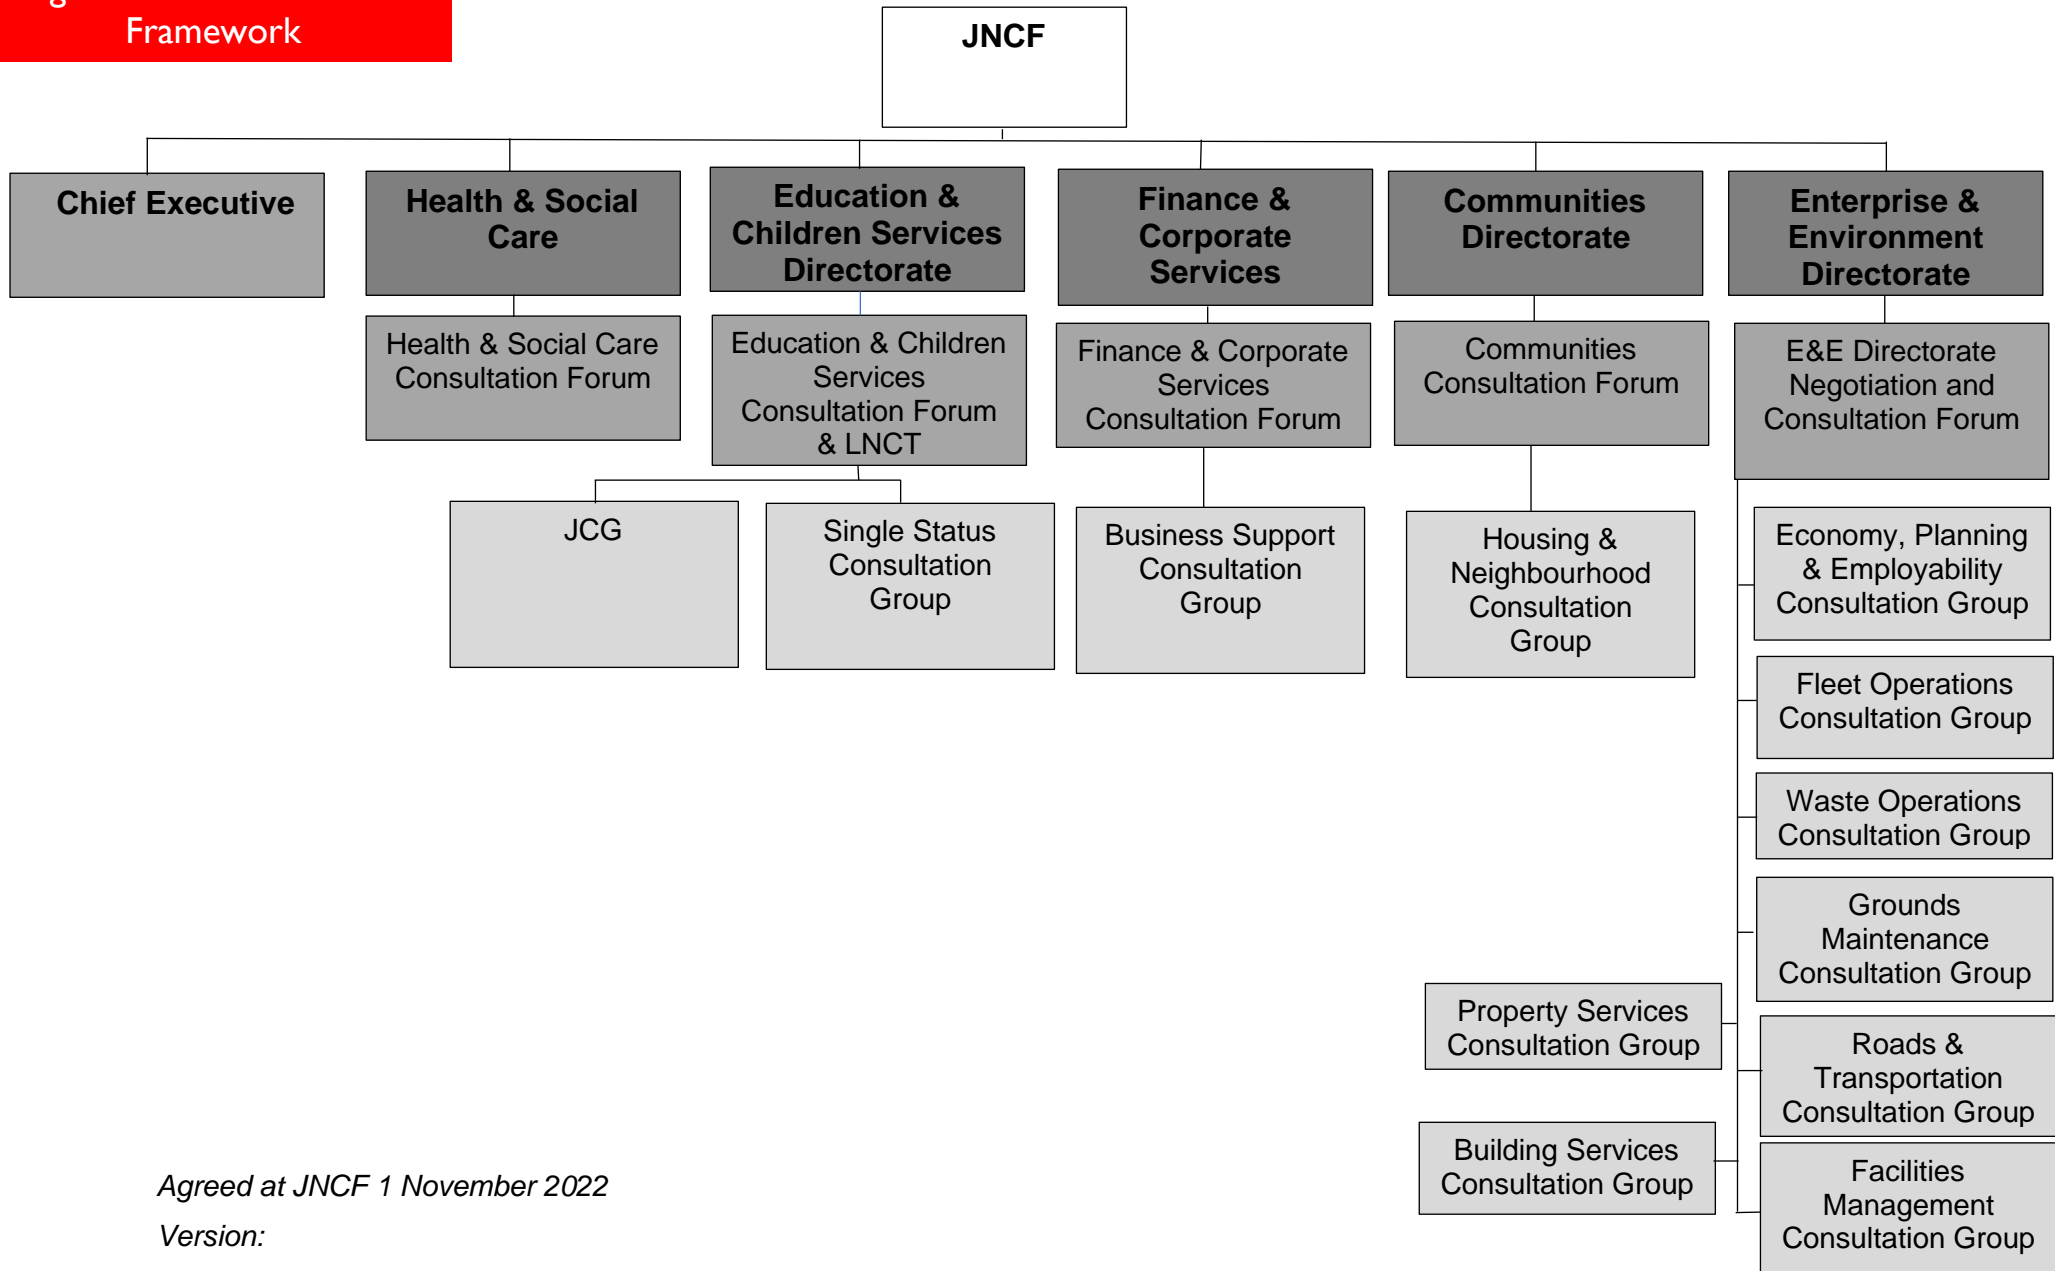 Framework
JNCF
Chief Executive
Health & Social
Care
Education &
Children Services
Directorate
Finance &
Corporate
Services
Communities
Directorate
Enterprise &
Environment
Directorate
Health & Social Care
Consultation Forum
Education & Children
Services
Consultation Forum
& LNCT
Finance & Corporate
Services
Consultation Forum
Communities
Consultation Forum
E&E Directorate
Negotiation and
Consultation Forum
JCG
Single Status
Consultation
Group
Business Support
Consultation
Group
Housing &
Neighbourhood
Consultation
Group
Economy, Planning
& Employability
Consultation Group
Fleet Operations
Consultation Group
Waste Operations
Consultation Group
Grounds
Maintenance
Consultation Group
Property Services
Consultation Group
Roads &
Transportation
Consultation Group
Building Services
Consultation Group
Facilities
Management
Consultation Group
Agreed at JNCF 1 November 2022
Version: